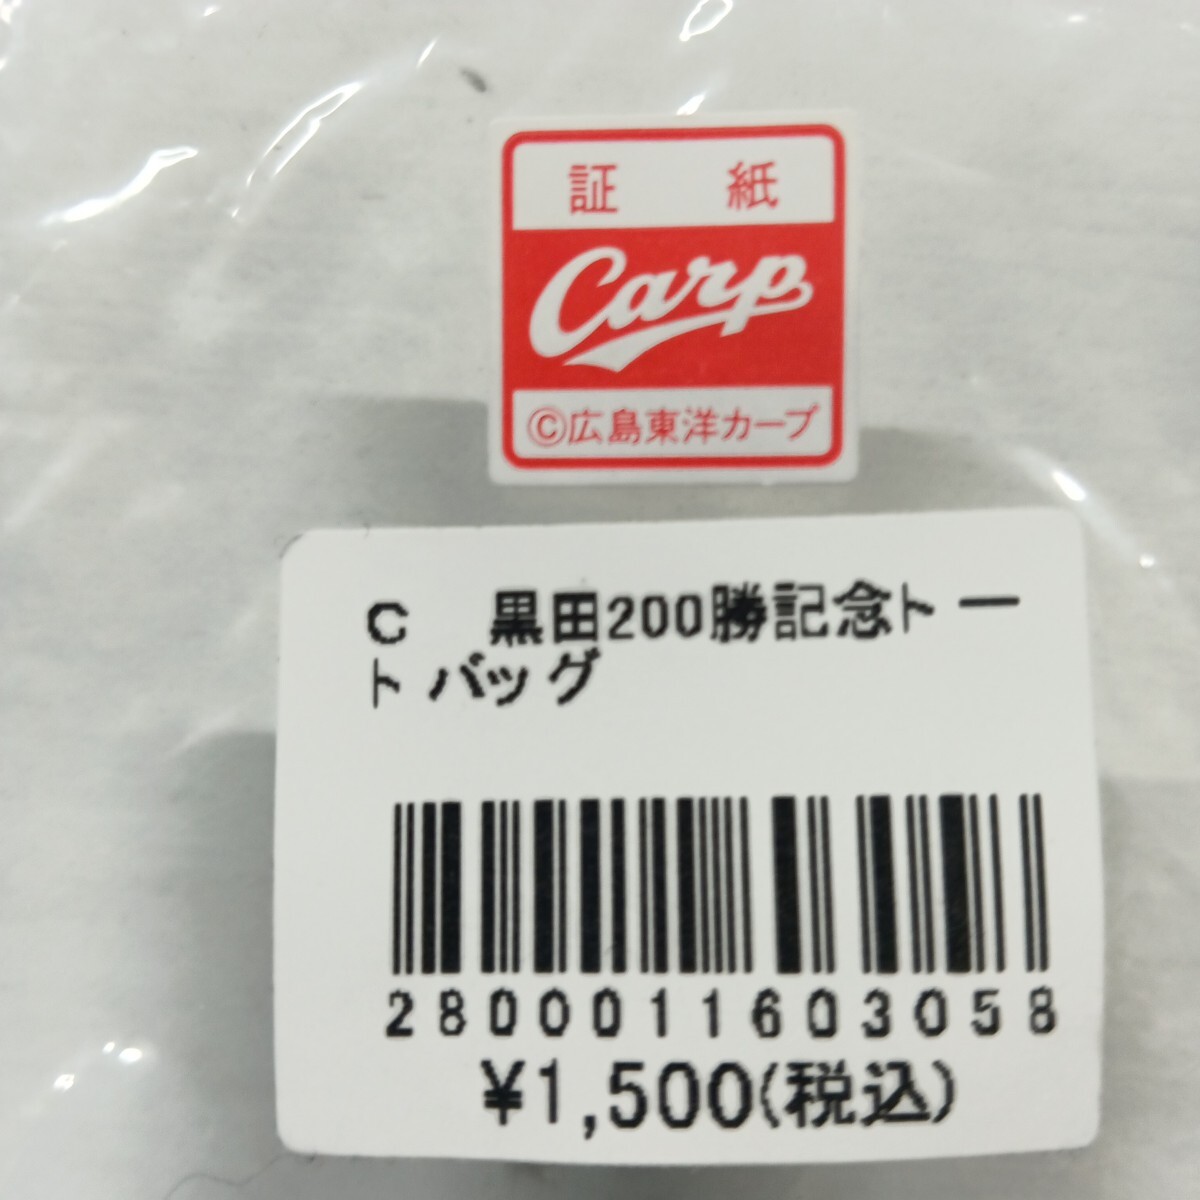 証 紙
Carp
©広島東洋カープ
C 黒田200勝記念トー
トバッグ
2800011603058
¥1,500(税込)